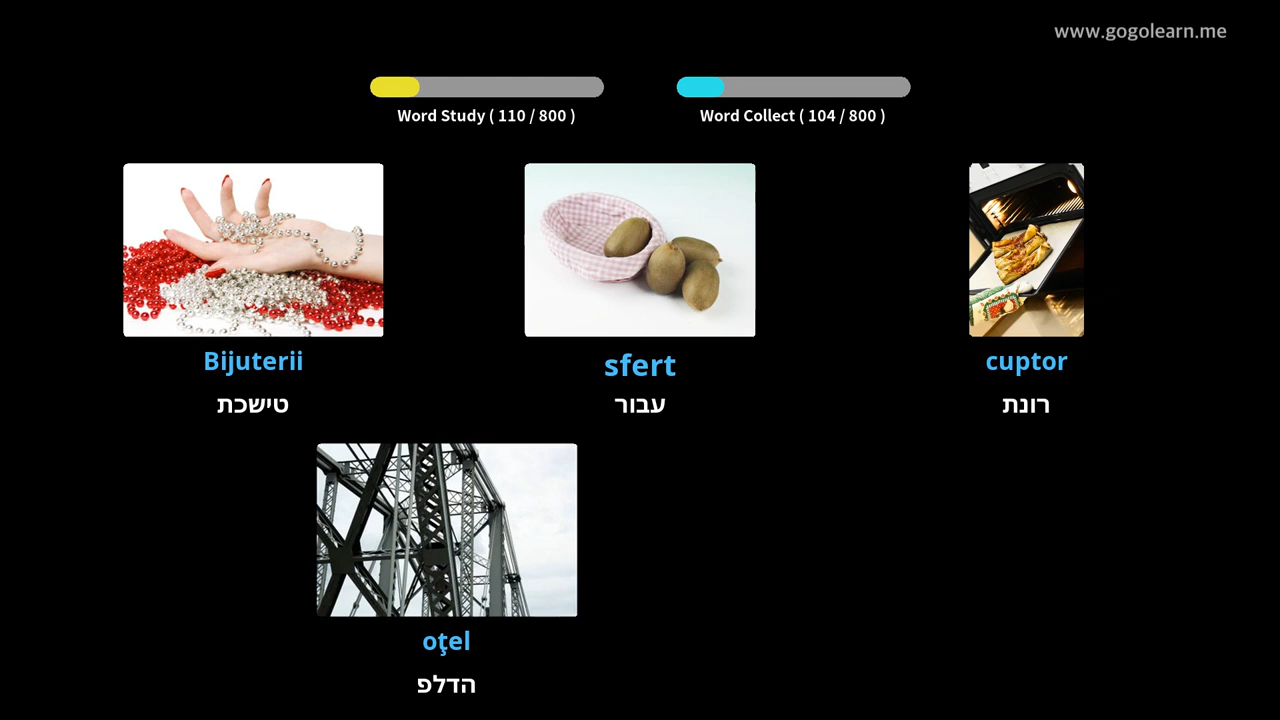 www.gogolearn.me
Word Study ( 110 / 800 )
Word Collect ( 104 / 800 )
Bijuterii
טישכת
sfert
עבור
cuptor
רונת
oţel
הדלפ